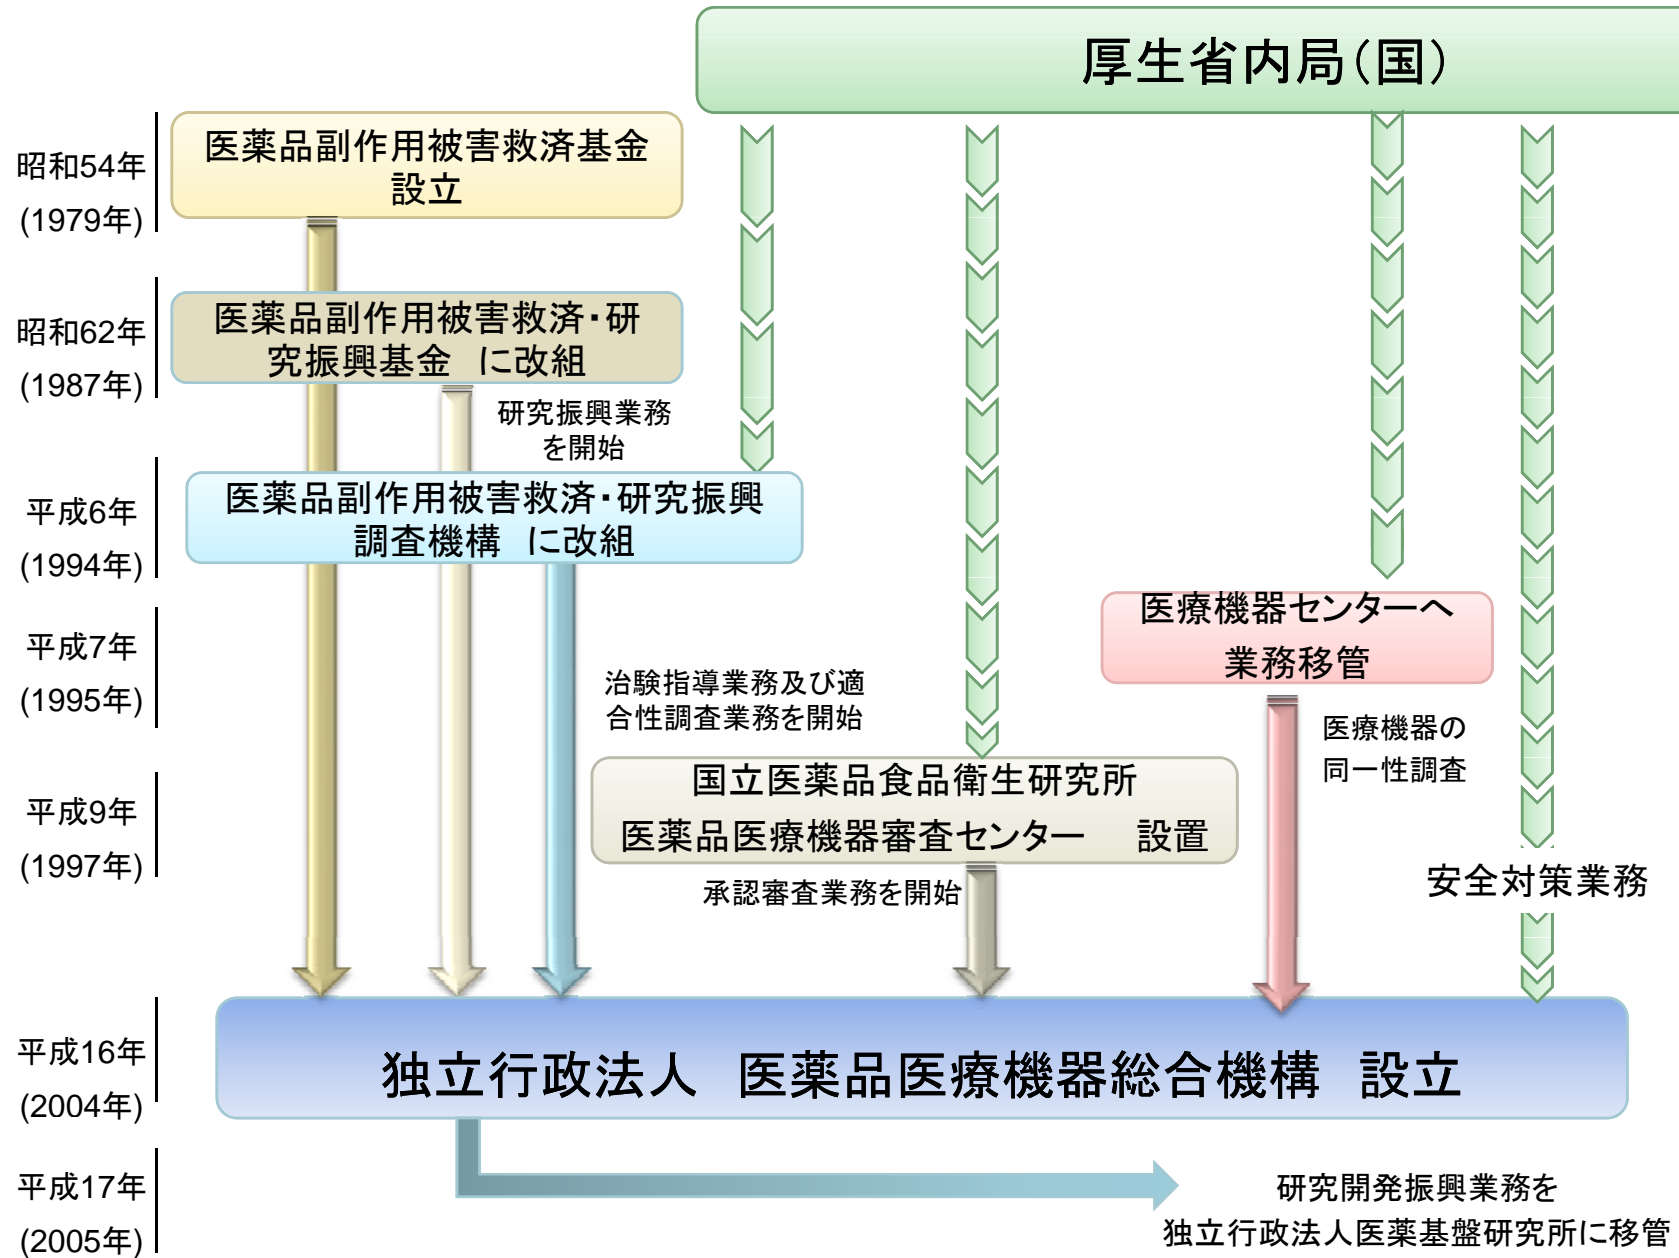 厚生省内局（国）
昭和54年
(1979年)
医薬品副作用被害救済基金
設立
昭和62年
(1987年)
医薬品副作用被害救済・研
究振興基金　に改組
研究振興業務
を開始
平成6年
(1994年)
医薬品副作用被害救済・研究振興
調査機構　に改組
平成7年
(1995年)
医療機器センターへ
業務移管
治験指導業務及び適
合性調査業務を開始
医療機器の
同一性調査
平成9年
(1997年)
国立医薬品食品衛生研究所
医薬品医療機器審査センター　設置
承認審査業務を開始
安全対策業務
平成16年
(2004年)
独立行政法人　医薬品医療機器総合機構　設立
平成17年
(2005年)
研究開発振興業務を
独立行政法人医薬基盤研究所に移管